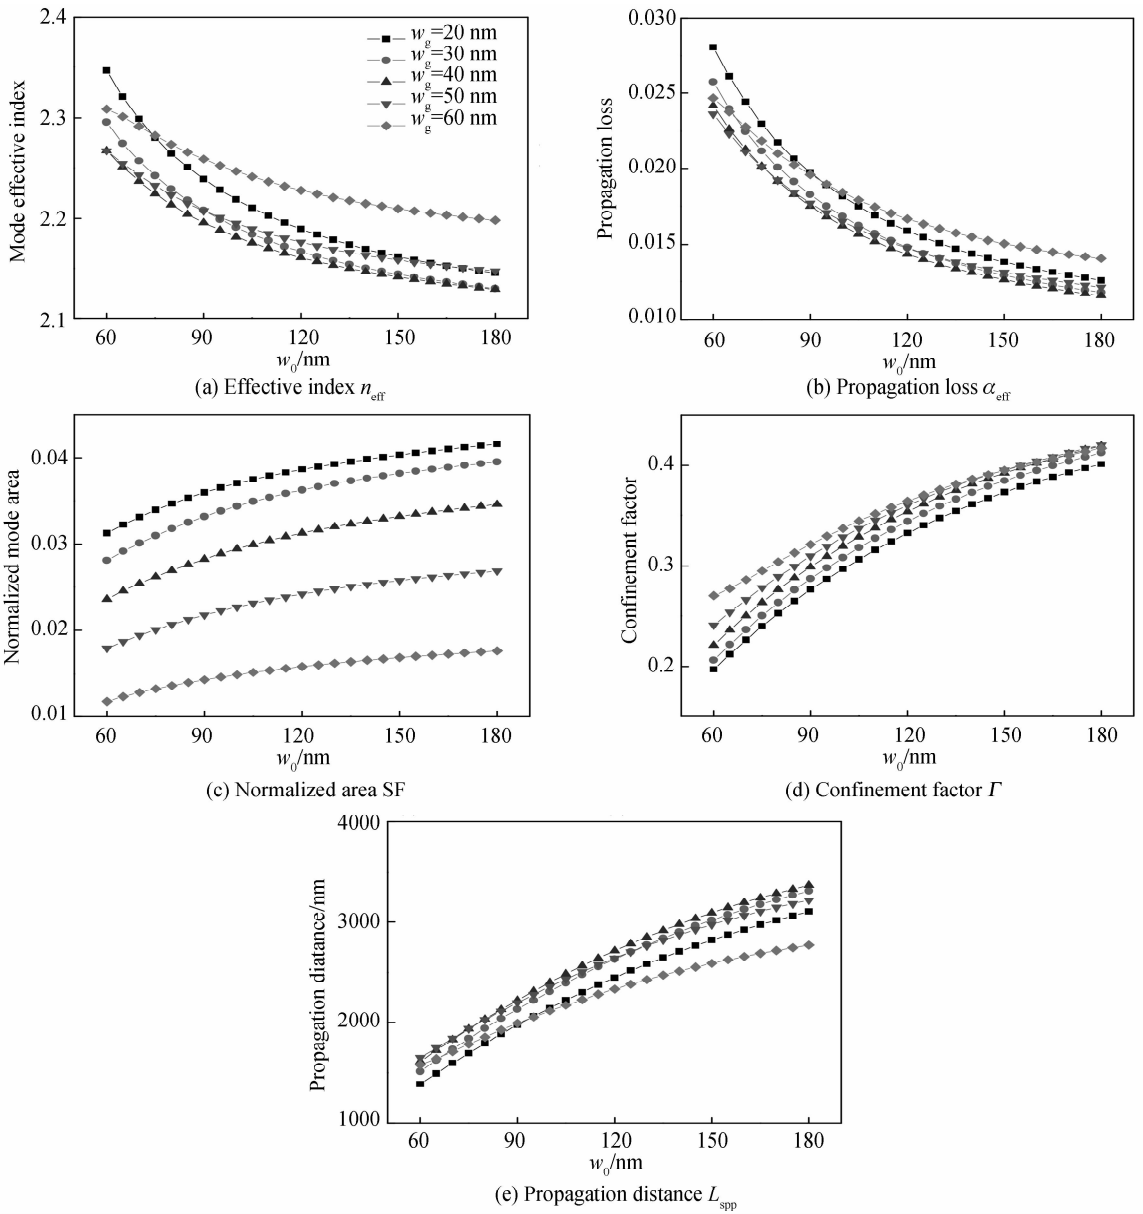 2.4
2.3
2.2
2.1
Mode effective index
w_g=20 nm
w_g=30 nm
w_g=40 nm
w_g=50 nm
w_g=60 nm
60 90 120 150 180
w_0/nm
(a) Effective index n_eff
0.030
0.025
0.020
0.015
0.010
Propagation loss
60 90 120 150 180
w_0/nm
(b) Propagation loss α_eff
0.04
0.03
0.02
0.01
Normalized mode area
60 90 120 150 180
w_0/nm
(c) Normalized area SF
0.4
0.3
0.2
Confinement factor
60 90 120 150 180
w_0/nm
(d) Confinement factor Γ
4000
3000
2000
1000
Propagation diatance/nm
60 90 120 150 180
w_0/nm
(e) Propagation distance L_spp